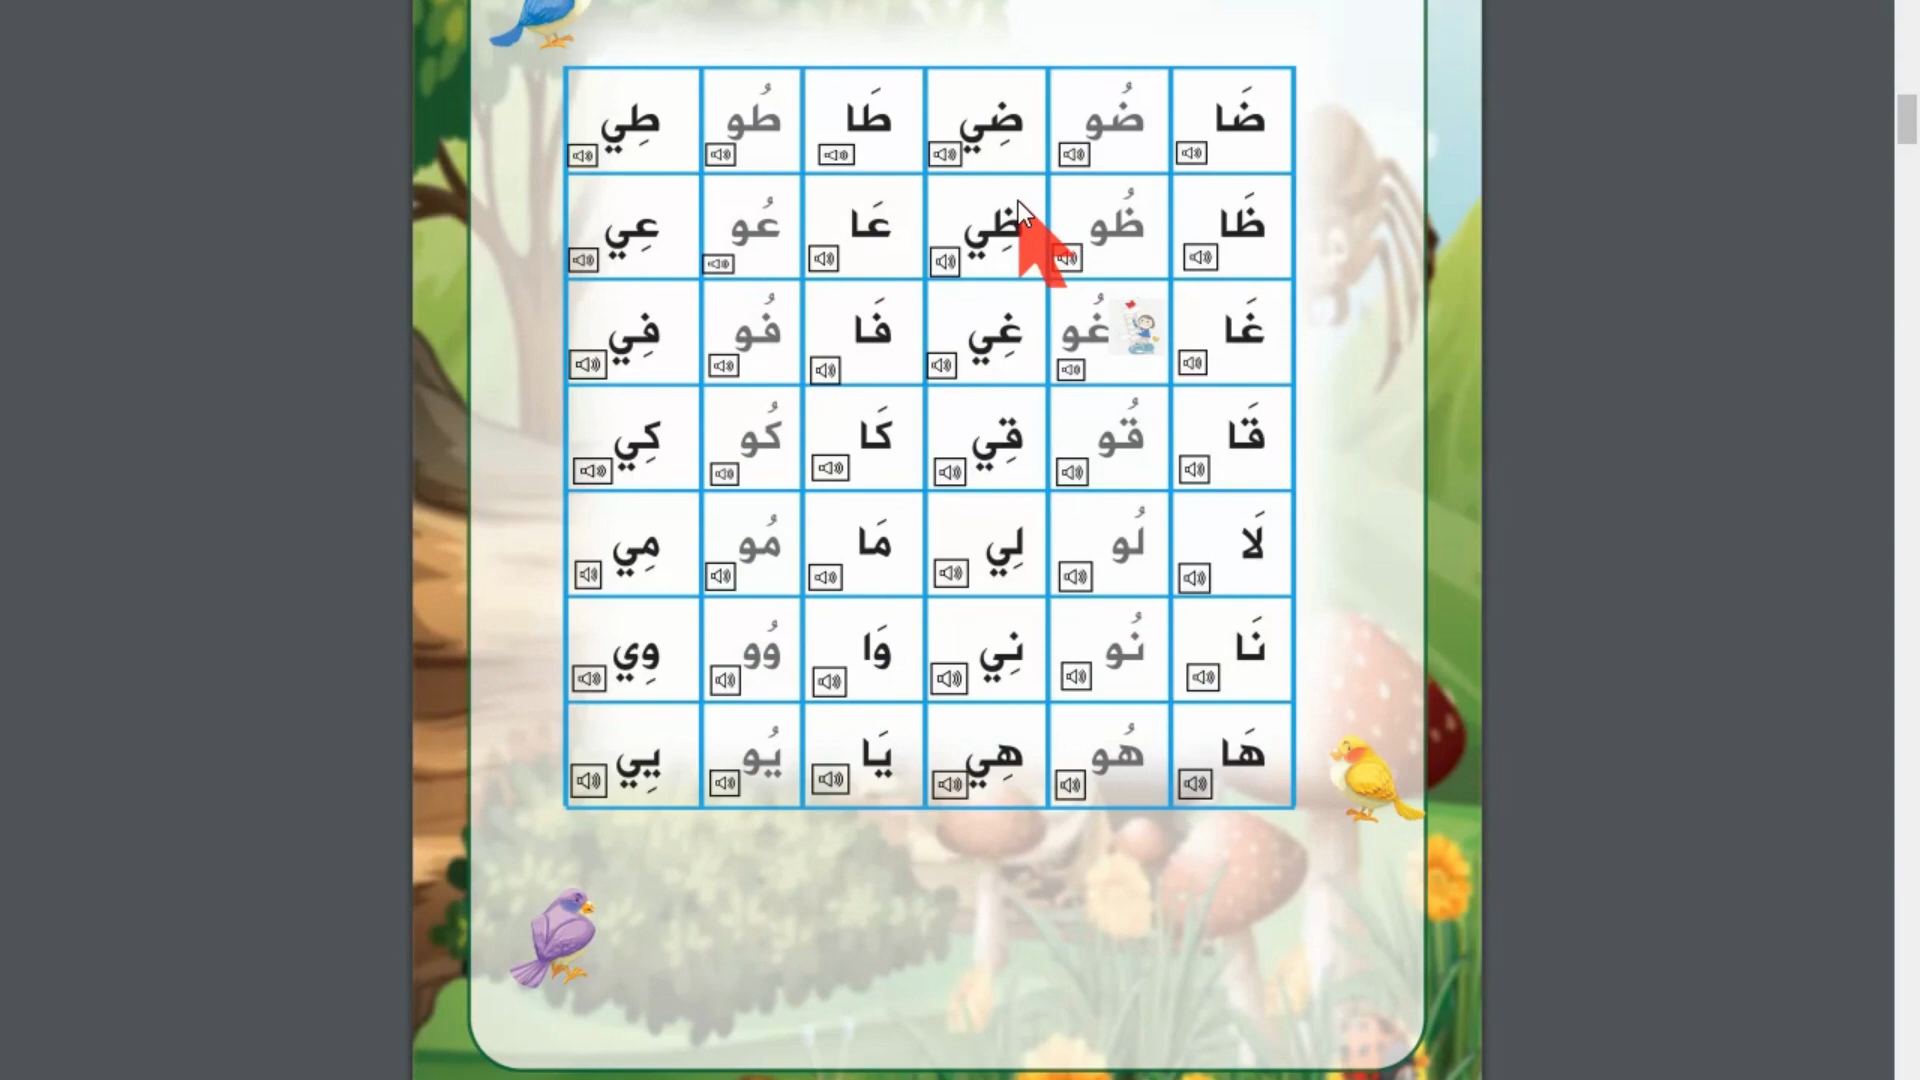 ضَا ضُو ضِي طَا طُو طِي
ظَا ظُو ظِي عَا عُو عِي
غَا غُو غِي فَا فُو فِي
قَا قُو قِي كَا كُو كِي
لَا لُو لِي مَا مُو مِي
نَا نُو نِي وَا وُو وِي
هَا هُو هِي يَا يُو يِي